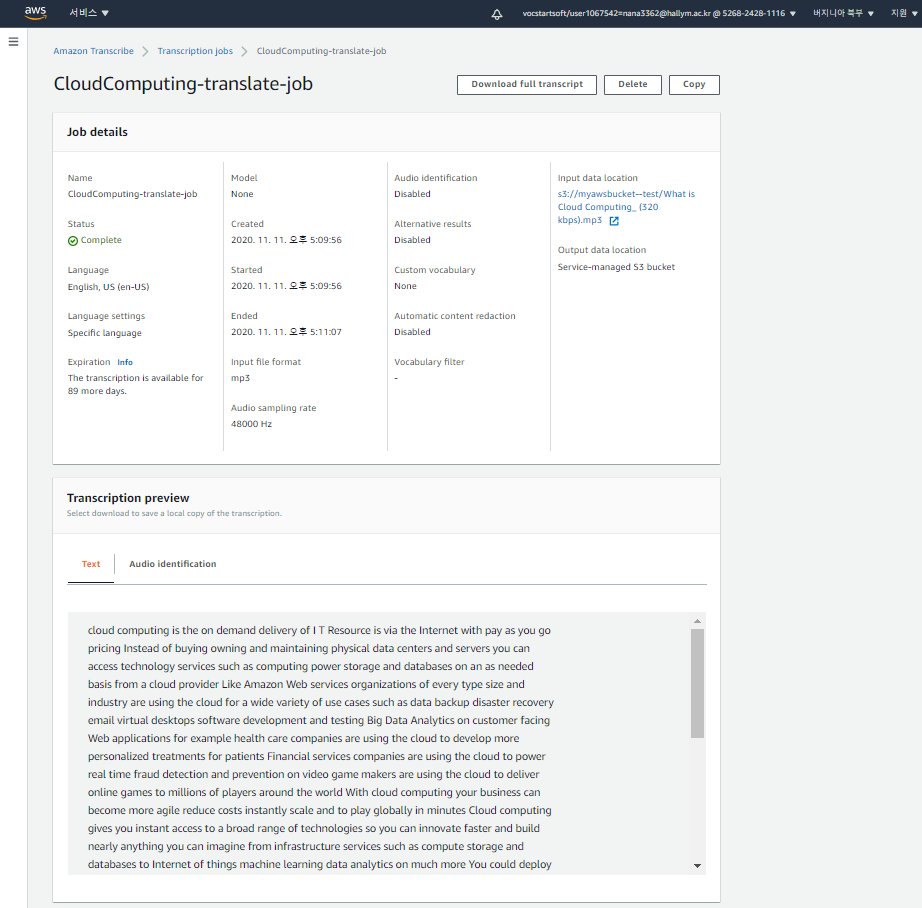 aws
서비스
vocstartsoft/user1067542=nana3362@hallym.ac.kr @ 5268-2428-1116
버지니아 북부
지원
Amazon Transcribe
Transcription jobs
CloudComputing-translate-job
CloudComputing-translate-job
Download full transcript
Delete
Copy
Job details
Name
CloudComputing-translate-job
Status
Complete
Language
English, US (en-US)
Language settings
Specific language
Expiration Info
The transcription is available for
89 more days.
Model
None
Created
2020. 11. 11. 오후 5:09:56
Started
2020. 11. 11. 오후 5:09:56
Ended
2020. 11. 11. 오후 5:11:07
Input file format
mp3
Audio sampling rate
48000 Hz
Audio identification
Disabled
Alternative results
Disabled
Custom vocabulary
None
Automatic content redaction
Disabled
Vocabulary filter
-
Input data location
s3://myawsbucket--test/What is
Cloud Computing_ (320
kbps).mp3
Output data location
Service-managed S3 bucket
Transcription preview
Select download to save a local copy of the transcription.
Text
Audio identification
cloud computing is the on demand delivery of I T Resource is via the Internet with pay as you go
pricing Instead of buying owning and maintaining physical data centers and servers you can
access technology services such as computing power storage and databases on an as needed
basis from a cloud provider Like Amazon Web services organizations of every type size and
industry are using the cloud for a wide variety of use cases such as data backup disaster recovery
email virtual desktops software development and testing Big Data Analytics on customer facing
Web applications for example health care companies are using the cloud to develop more
personalized treatments for patients Financial services companies are using the cloud to power
real time fraud detection and prevention on video game makers are using the cloud to deliver
online games to millions of players around the world With cloud computing your business can
become more agile reduce costs instantly scale and to play globally in minutes Cloud computing
gives you instant access to a broad range of technologies so you can innovate faster and build
nearly anything you can imagine from infrastructure services such as compute storage and
databases to Internet of things machine learning data analytics on much more You could deploy